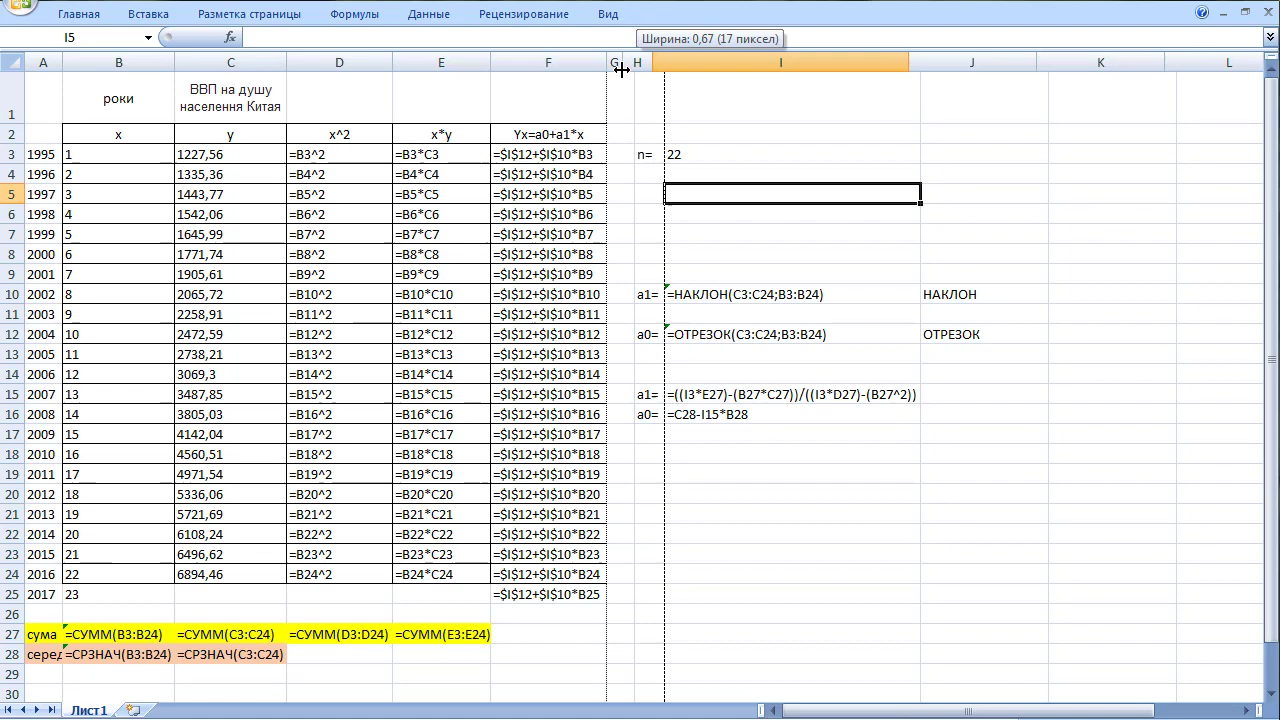 Главная Вставка Разметка страницы Формулы Данные Рецензирование Вид
I5 fx Ширина: 0,67 (17 пиксел)
A B C D E F G H I J K L
1 роки ВВП на душу населення Китая
2 x y x^2 x*y Yx=a0+a1*x
3 1995 1 1227,56 =B3^2 =B3*C3 =$I$12+$I$10*B3 n= 22
4 1996 2 1335,36 =B4^2 =B4*C4 =$I$12+$I$10*B4
5 1997 3 1443,77 =B5^2 =B5*C5 =$I$12+$I$10*B5
6 1998 4 1542,06 =B6^2 =B6*C6 =$I$12+$I$10*B6
7 1999 5 1645,99 =B7^2 =B7*C7 =$I$12+$I$10*B7
8 2000 6 1771,74 =B8^2 =B8*C8 =$I$12+$I$10*B8
9 2001 7 1905,61 =B9^2 =B9*C9 =$I$12+$I$10*B9
10 2002 8 2065,72 =B10^2 =B10*C10 =$I$12+$I$10*B10 a1= =НАКЛОН(C3:C24;B3:B24) НАКЛОН
11 2003 9 2258,91 =B11^2 =B11*C11 =$I$12+$I$10*B11
12 2004 10 2472,59 =B12^2 =B12*C12 =$I$12+$I$10*B12 a0= =ОТРЕЗОК(C3:C24;B3:B24) ОТРЕЗОК
13 2005 11 2738,21 =B13^2 =B13*C13 =$I$12+$I$10*B13
14 2006 12 3069,3 =B14^2 =B14*C14 =$I$12+$I$10*B14
15 2007 13 3487,85 =B15^2 =B15*C15 =$I$12+$I$10*B15 a1= =((I3*E27)-(B27*C27))/((I3*D27)-(B27^2))
16 2008 14 3805,03 =B16^2 =B16*C16 =$I$12+$I$10*B16 a0= =C28-I15*B28
17 2009 15 4142,04 =B17^2 =B17*C17 =$I$12+$I$10*B17
18 2010 16 4560,51 =B18^2 =B18*C18 =$I$12+$I$10*B18
19 2011 17 4971,54 =B19^2 =B19*C19 =$I$12+$I$10*B19
20 2012 18 5336,06 =B20^2 =B20*C20 =$I$12+$I$10*B20
21 2013 19 5721,69 =B21^2 =B21*C21 =$I$12+$I$10*B21
22 2014 20 6108,24 =B22^2 =B22*C22 =$I$12+$I$10*B22
23 2015 21 6496,62 =B23^2 =B23*C23 =$I$12+$I$10*B23
24 2016 22 6894,46 =B24^2 =B24*C24 =$I$12+$I$10*B24
25 2017 23 =$I$12+$I$10*B25
26
27 сума =СУММ(B3:B24) =СУММ(C3:C24) =СУММ(D3:D24) =СУММ(E3:E24)
28 серед =СРЗНАЧ(B3:B24) =СРЗНАЧ(C3:C24)
29
30
Лист1